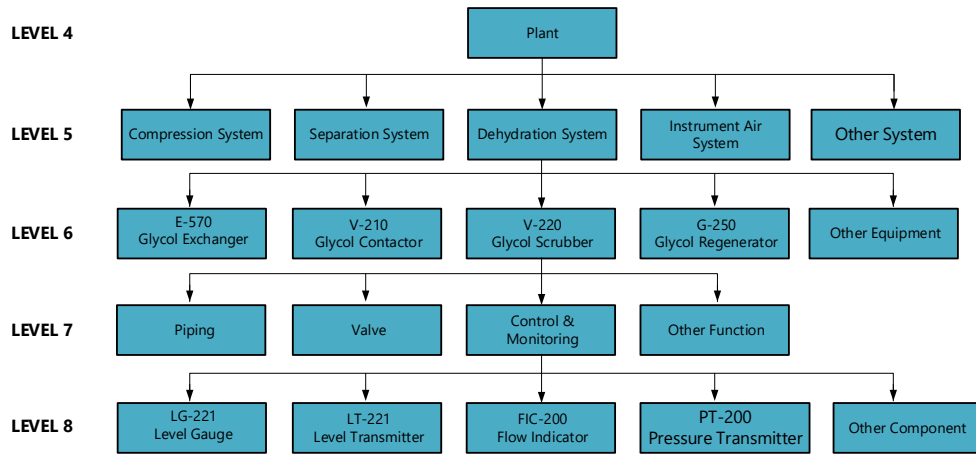 LEVEL 4
Plant
LEVEL 5
Compression System
Separation System
Dehydration System
Instrument Air
System
Other System
LEVEL 6
E-570
Glycol Exchanger
V-210
Glycol Contactor
V-220
Glycol Scrubber
G-250
Glycol Regenerator
Other Equipment
LEVEL 7
Piping
Valve
Control &
Monitoring
Other Function
LEVEL 8
LG-221
Level Gauge
LT-221
Level Transmitter
FIC-200
Flow Indicator
PT-200
Pressure Transmitter
Other Component